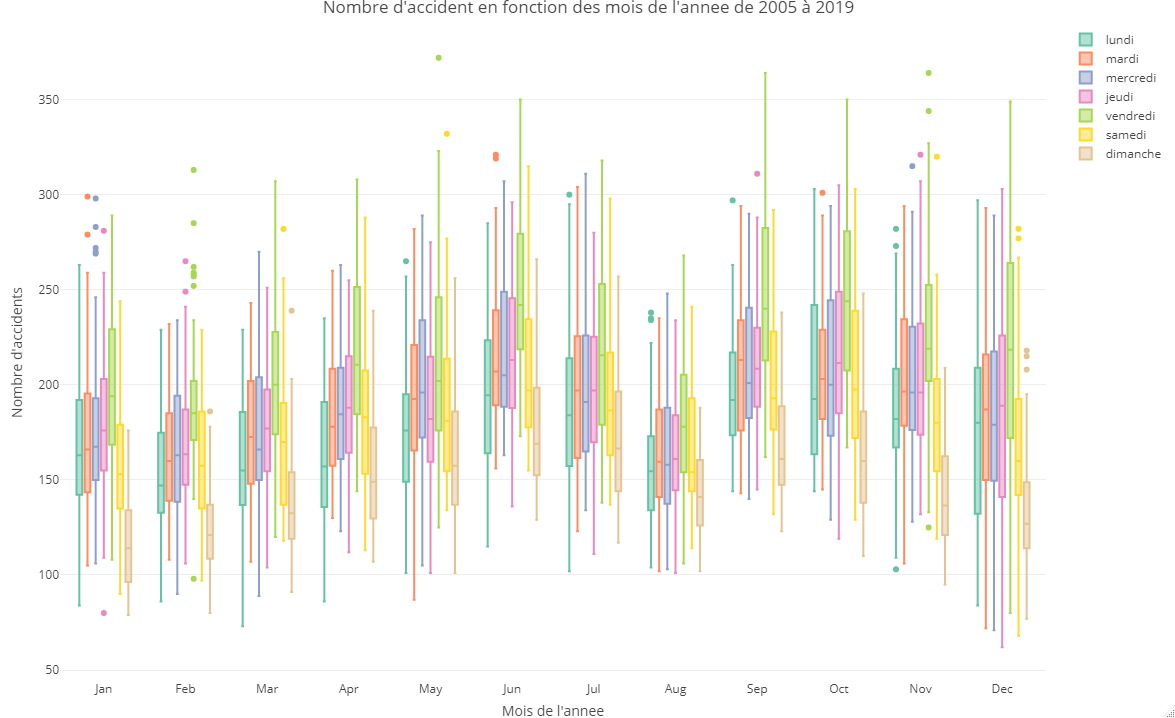 Nombre d'accident en fonction des mois de l'annee de 2005 à 2019
lundi
mardi
mercredi
jeudi
vendredi
samedi
dimanche
Nombre d'accidents
350
300
250
200
150
100
50
Jan Feb Mar Apr May Jun Jul Aug Sep Oct Nov Dec
Mois de l'annee